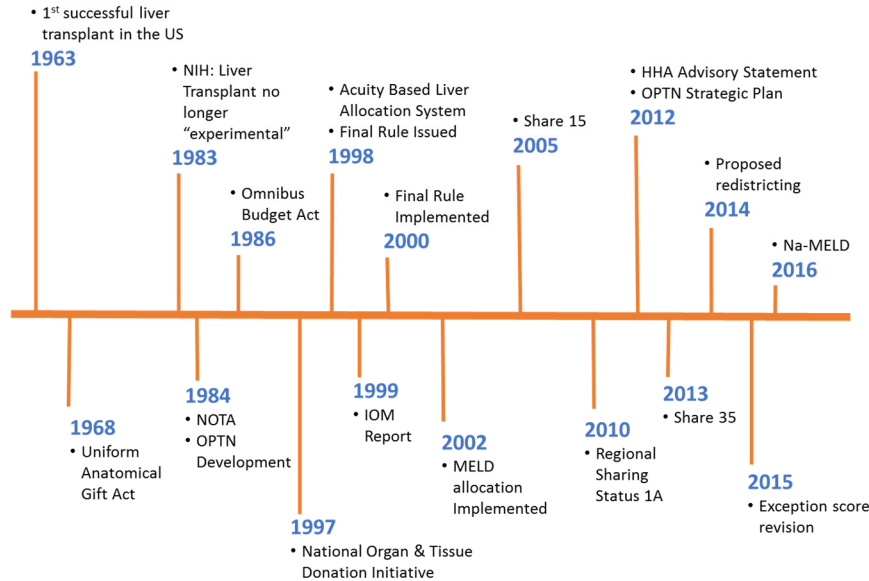 • 1st successful liver
transplant in the US
1963
• NIH: Liver
Transplant no
longer
“experimental”
1983
• Omnibus
Budget Act
1986
• Acuity Based Liver
Allocation System
• Final Rule Issued
1998
• Final Rule
Implemented
2000
• Share 15
2005
• HHA Advisory Statement
• OPTN Strategic Plan
2012
• Proposed
redistricting
2014
• Na-MELD
2016
1968
• Uniform
Anatomical
Gift Act
1984
• NOTA
• OPTN
Development
1997
• National Organ & Tissue
Donation Initiative
1999
• IOM
Report
2002
• MELD
allocation
Implemented
2010
• Regional
Sharing
Status 1A
2013
• Share 35
2015
• Exception score
revision